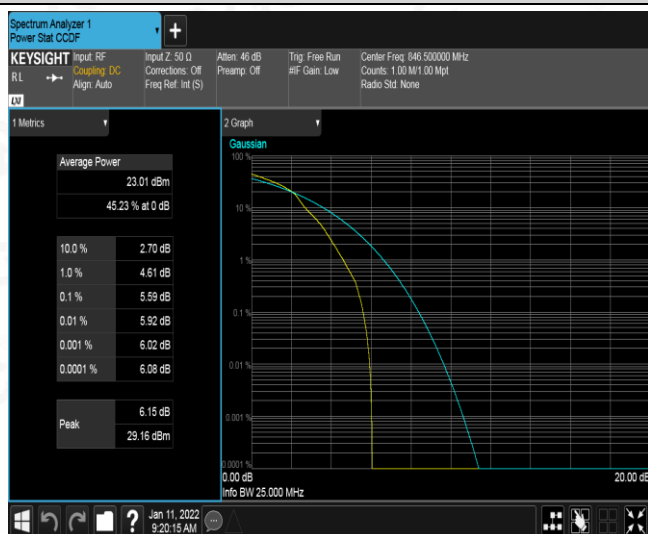 Spectrum Analyzer 1
Power Stat CCDF
+
KEYSIGHT
Input: RF
Coupling: DC
Align: Auto
Input Z: 50 Ω
Corrections: Off
Freq Ref: Int (S)
Atten: 46 dB
Preamp: Off
Trig: Free Run
#IF Gain: Low
Center Freq: 846.500000 MHz
Counts: 1.00 M/1.00 Mpt
Radio Std: None
R L
LXI
1 Metrics
Average Power
23.01 dBm
45.23 % at 0 dB
10.0 % 2.70 dB
1.0 % 4.61 dB
0.1 % 5.59 dB
0.01 % 5.92 dB
0.001 % 6.02 dB
0.0001 % 6.08 dB
Peak
6.15 dB
29.16 dBm
2 Graph
Gaussian
100 %
10 %
1 %
0.1 %
0.01 %
0.001 %
0.0001 %
0.00 dB 20.00 dB
Info BW 25.000 MHz
?
Jan 11, 2022
9:20:15 AM